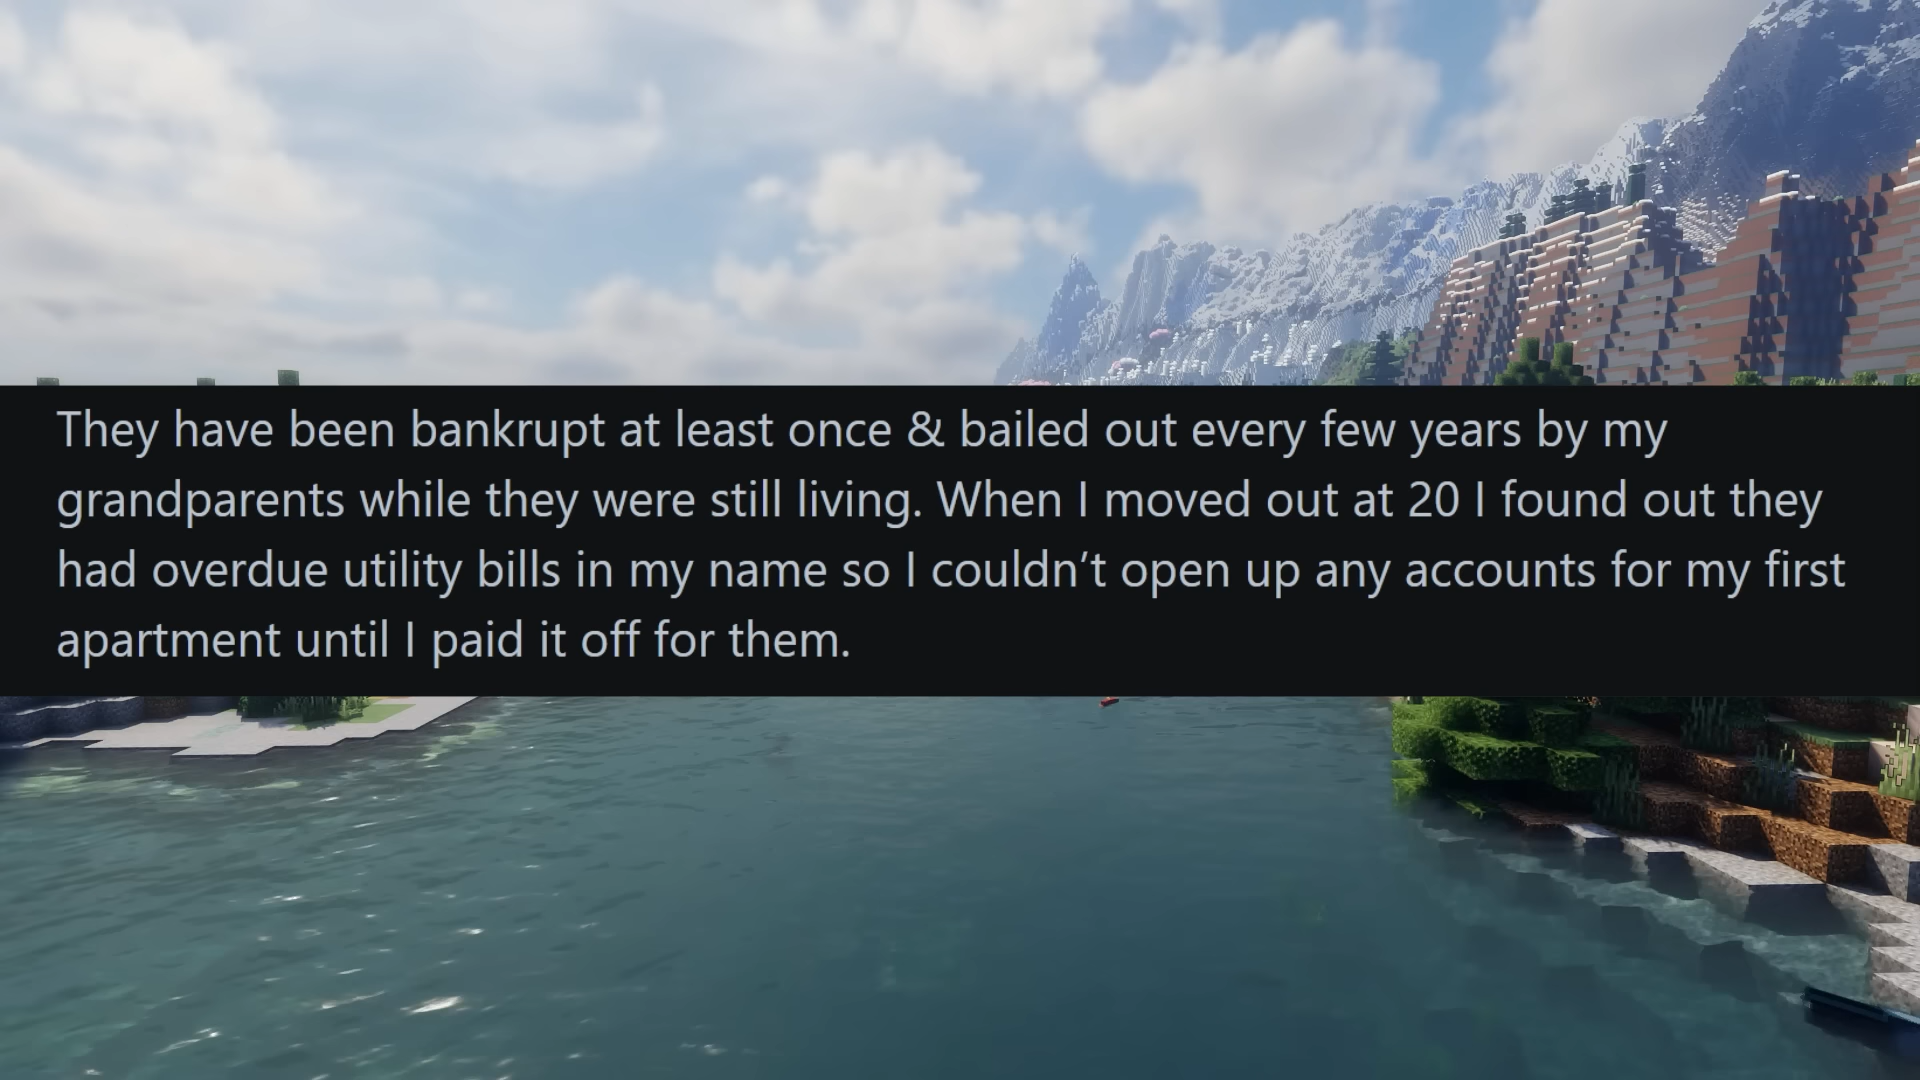 They have been bankrupt at least once & bailed out every few years by my
grandparents while they were still living. When I moved out at 20 I found out they
had overdue utility bills in my name so I couldn’t open up any accounts for my first
apartment until I paid it off for them.